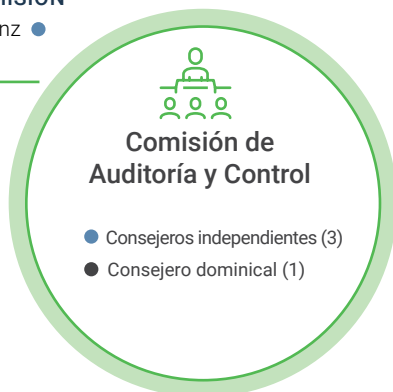 nz
Comisión de
Auditoría y Control
Consejeros independientes (3)
Consejero dominical (1)